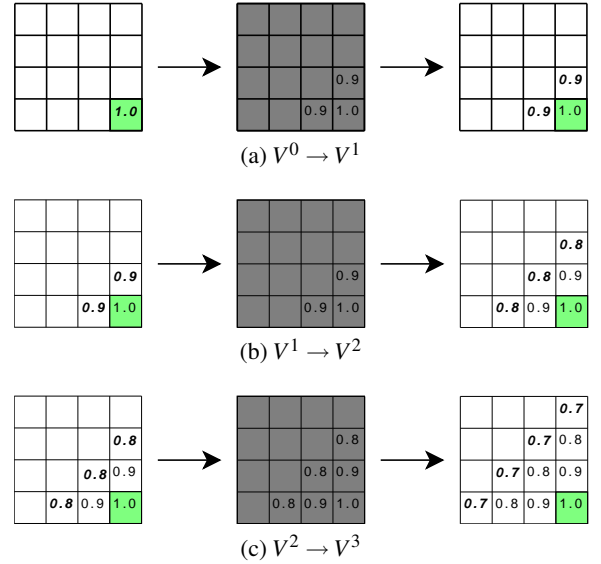 0.9 0.9
1.0 0.9 1.0 0.9 1.0
(a) V⁰ → V¹
0.8
0.9 0.9 0.8 0.9
0.9 1.0 0.9 1.0 0.8 0.9 1.0
(b) V¹ → V²
0.7
0.8 0.8 0.7 0.8
0.8 0.9 0.8 0.9 0.7 0.8 0.9
0.8 0.9 1.0 0.8 0.9 1.0 0.7 0.8 0.9 1.0
(c) V² → V³